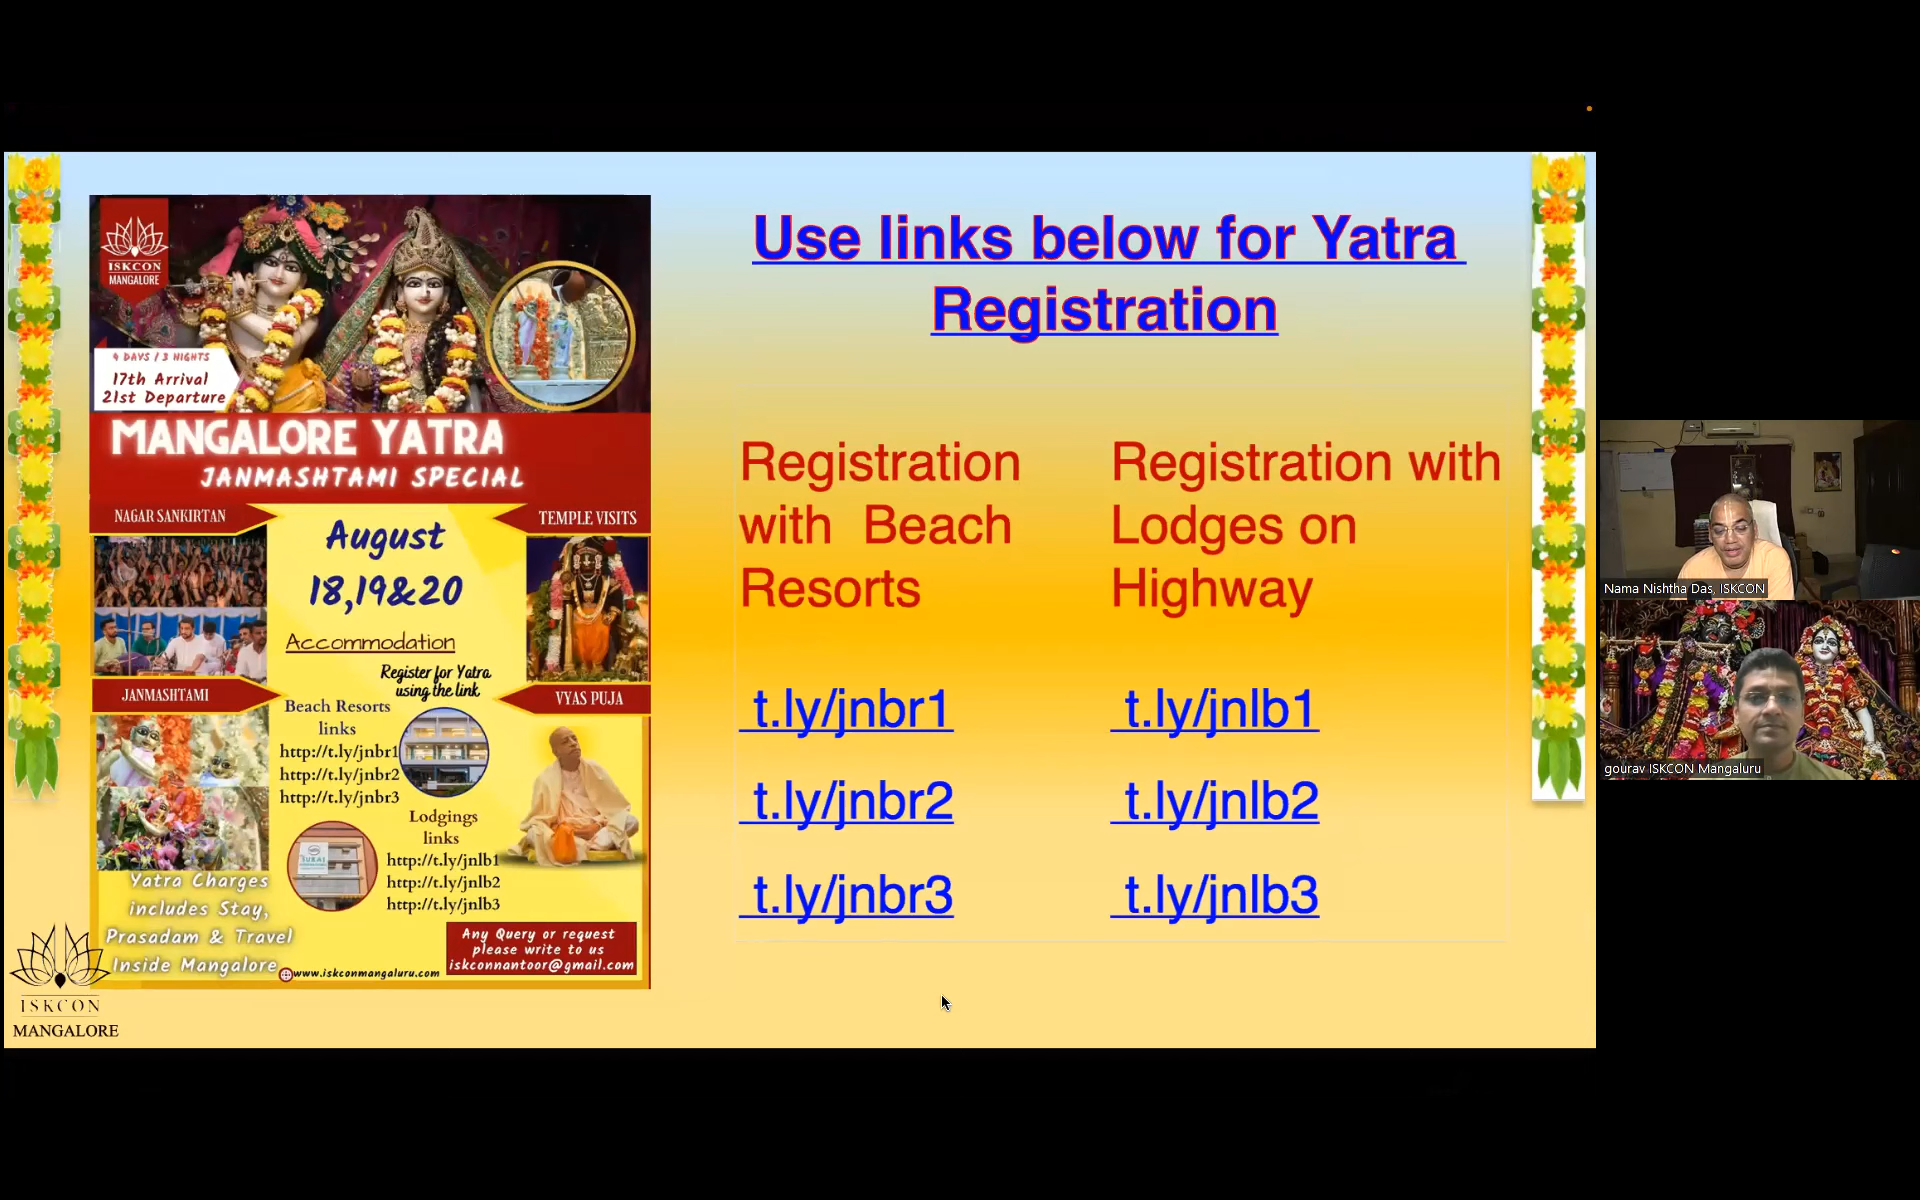 ISKCON
MANGALORE
4 DAYS / 3 NIGHTS
17th Arrival
21st Departure
MANGALORE YATRA
JANMASHTAMI SPECIAL
NAGAR SANKIRTAN
TEMPLE VISITS
August
18,19&20
Accommodation
Register for Yatra
using the link
JANMASHTAMI
VYAS PUJA
Beach Resorts
links
http://t.ly/jnbr1
http://t.ly/jnbr2
http://t.ly/jnbr3
Lodgings
links
http://t.ly/jnlb1
http://t.ly/jnlb2
http://t.ly/jnlb3
Yatra Charges
includes Stay,
Prasadam & Travel
Inside Mangalore
Any Query or request
please write to us
iskconnantoor@gmail.com
www.iskconmangaluru.com
ISKCON
MANGALORE
Use links below for Yatra
Registration
Registration
with Beach
Resorts
t.ly/jnbr1
t.ly/jnbr2
t.ly/jnbr3
Registration with
Lodges on
Highway
t.ly/jnlb1
t.ly/jnlb2
t.ly/jnlb3
Nama Nishtha Das, ISKCON
gourav ISKCON Mangaluru